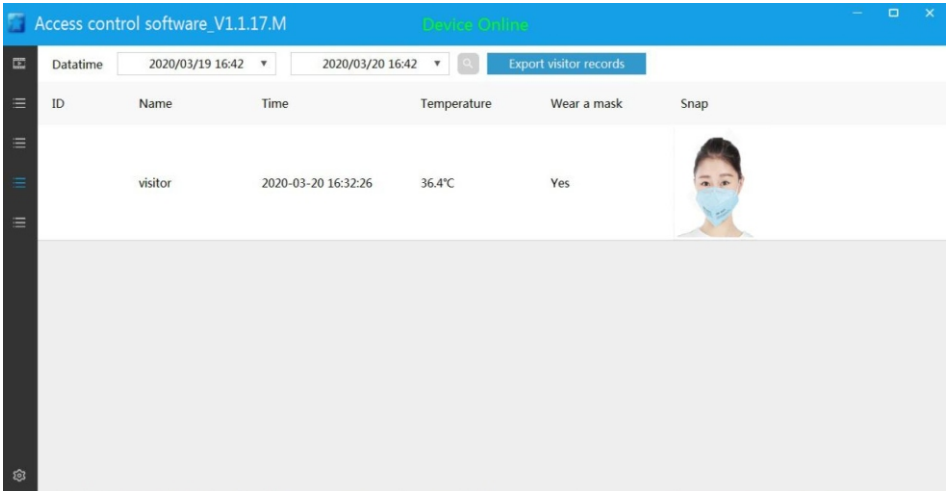 Access control software_V1.1.17.M Device Online
Datatime 2020/03/19 16:42 2020/03/20 16:42 Export visitor records
ID Name Time Temperature Wear a mask Snap
visitor 2020-03-20 16:32:26 36.4℃ Yes